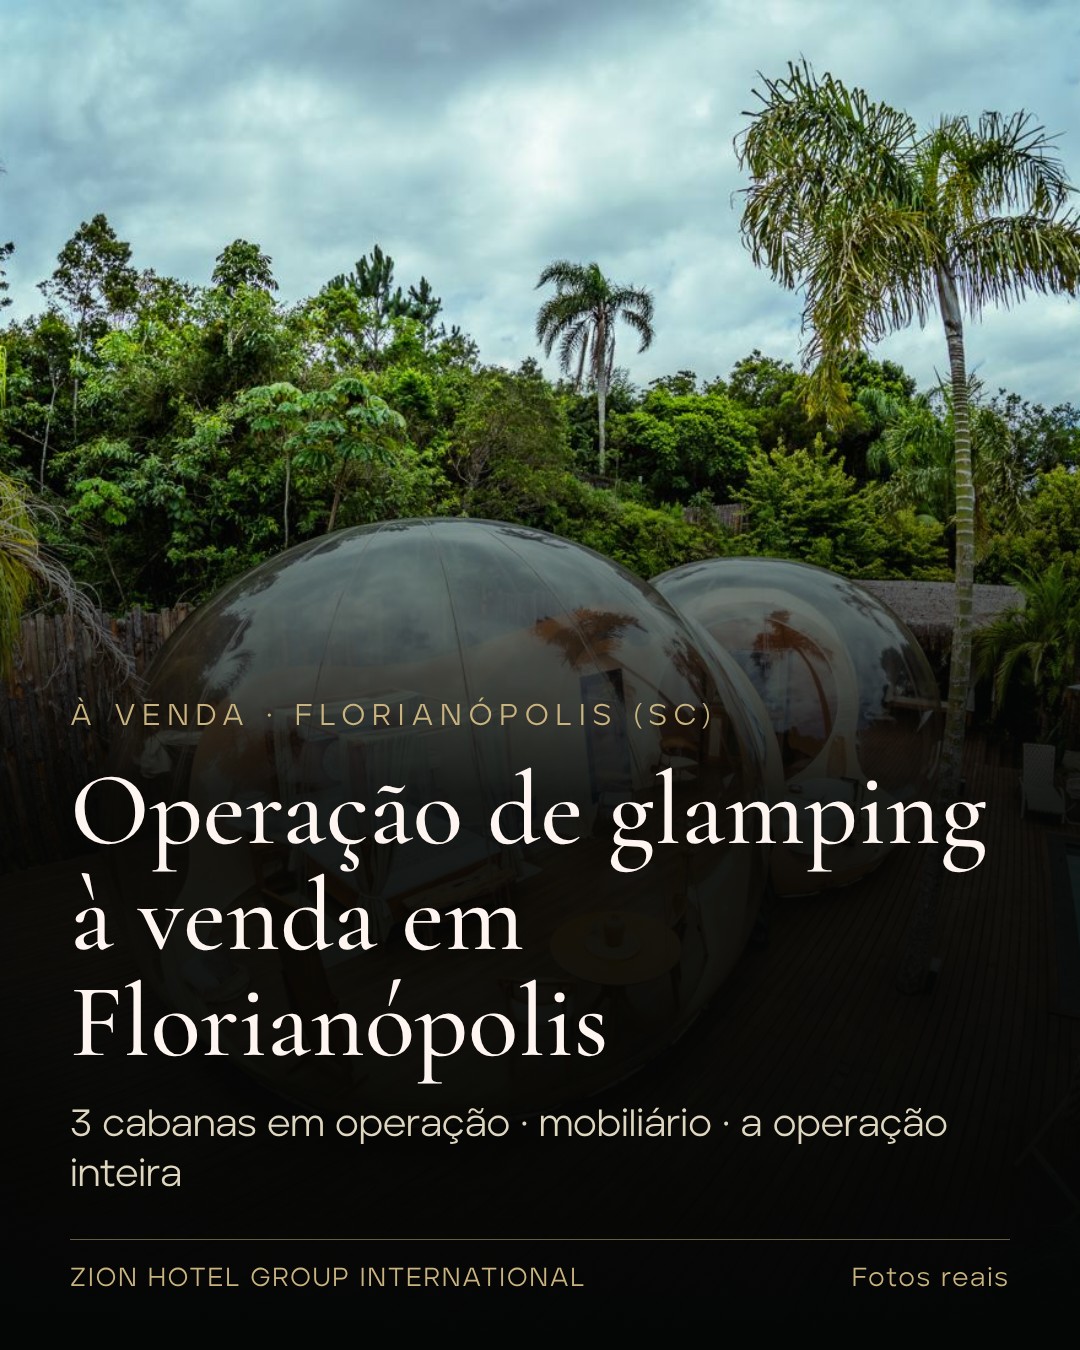 À VENDA · FLORIANÓPOLIS (SC)
Operação de glamping
à venda em
Florianópolis
3 cabanas em operação · mobiliário · a operação
inteira
ZION HOTEL GROUP INTERNATIONAL
Fotos reais